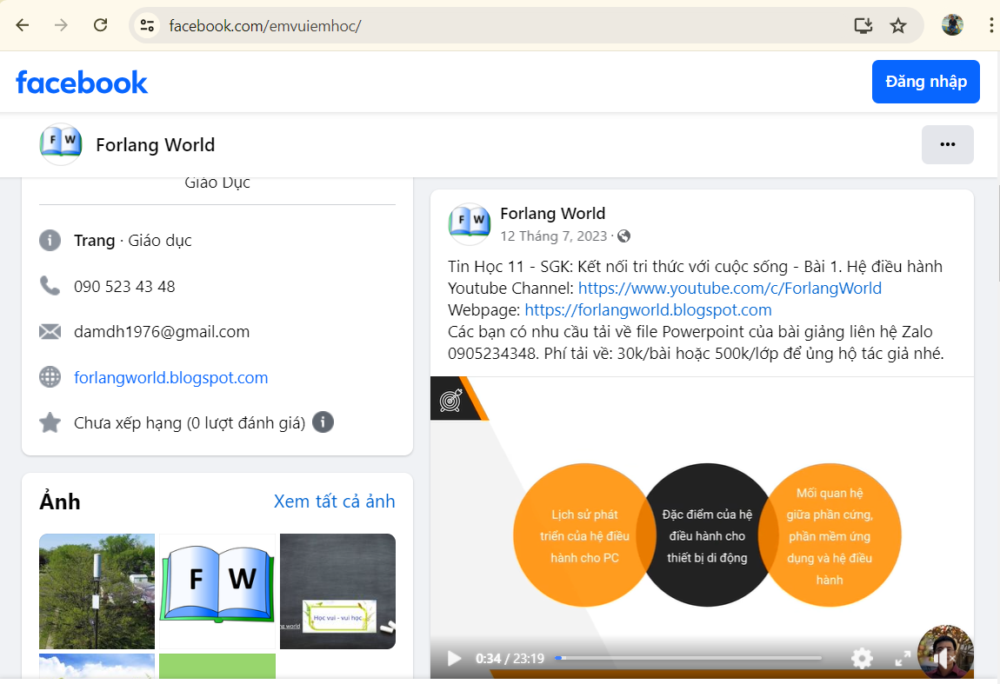 facebook.com/emvuiemhoc/
facebook
Đăng nhập
F W
Forlang World
Giáo Dục
Trang · Giáo dục
090 523 43 48
damdh1976@gmail.com
forlangworld.blogspot.com
Chưa xếp hạng (0 lượt đánh giá)
Ảnh
Xem tất cả ảnh
F W
Học vui - vui học
F W
Forlang World
12 Tháng 7, 2023 ·
Tin Học 11 - SGK: Kết nối tri thức với cuộc sống - Bài 1. Hệ điều hành
Youtube Channel: https://www.youtube.com/c/ForlangWorld
Webpage: https://forlangworld.blogspot.com
Các bạn có nhu cầu tải về file Powerpoint của bài giảng liên hệ Zalo
0905234348. Phí tải về: 30k/bài hoặc 500k/lớp để ủng hộ tác giả nhé.
Lịch sử phát
triển của hệ điều
hành cho PC
Đặc điểm của hệ
điều hành cho
thiết bị di động
Mối quan hệ
giữa phần cứng,
phần mềm ứng
dụng và hệ điều
hành
0:34 / 23:19